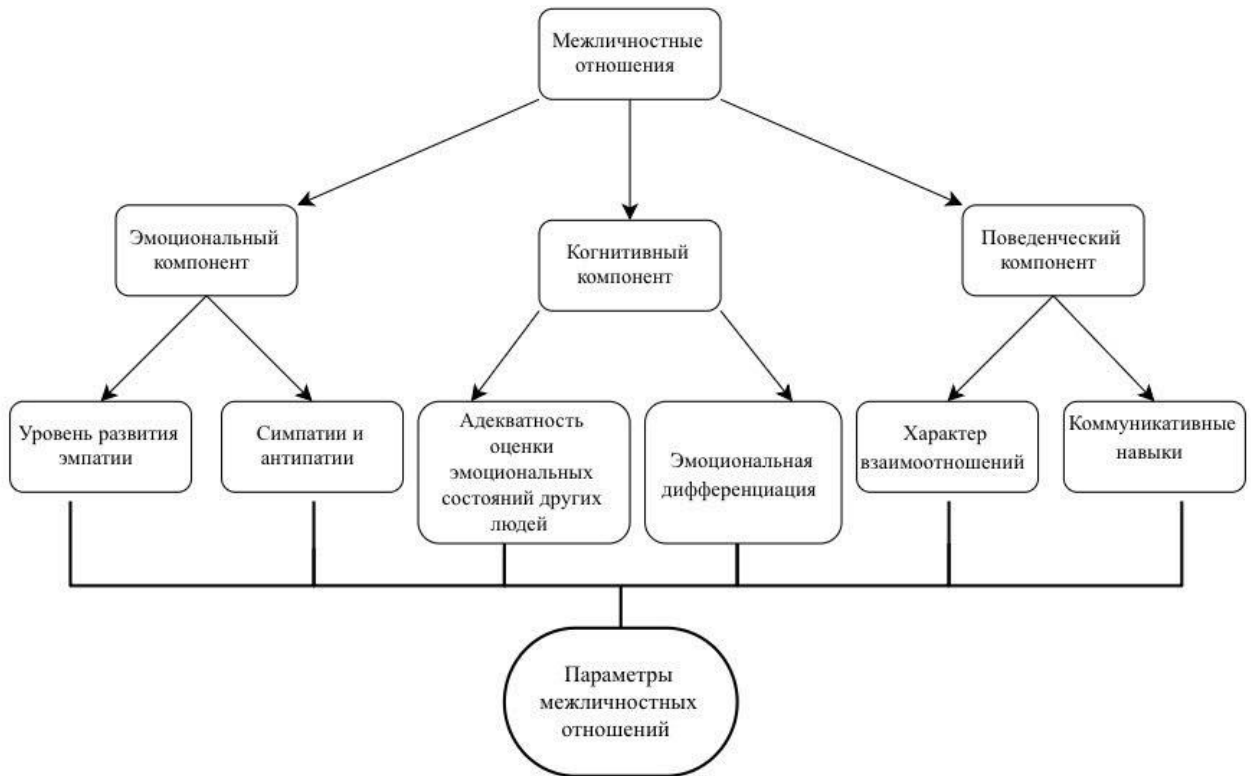 Межличностные
отношения
Эмоциональный
компонент
Когнитивный
компонент
Поведенческий
компонент
Уровень развития
эмпатии
Симпатии и
антипатии
Адекватность
оценки
эмоциональных
состояний других
людей
Эмоциональная
дифференциация
Характер
взаимоотношений
Коммуникативные
навыки
Параметры
межличностных
отношений